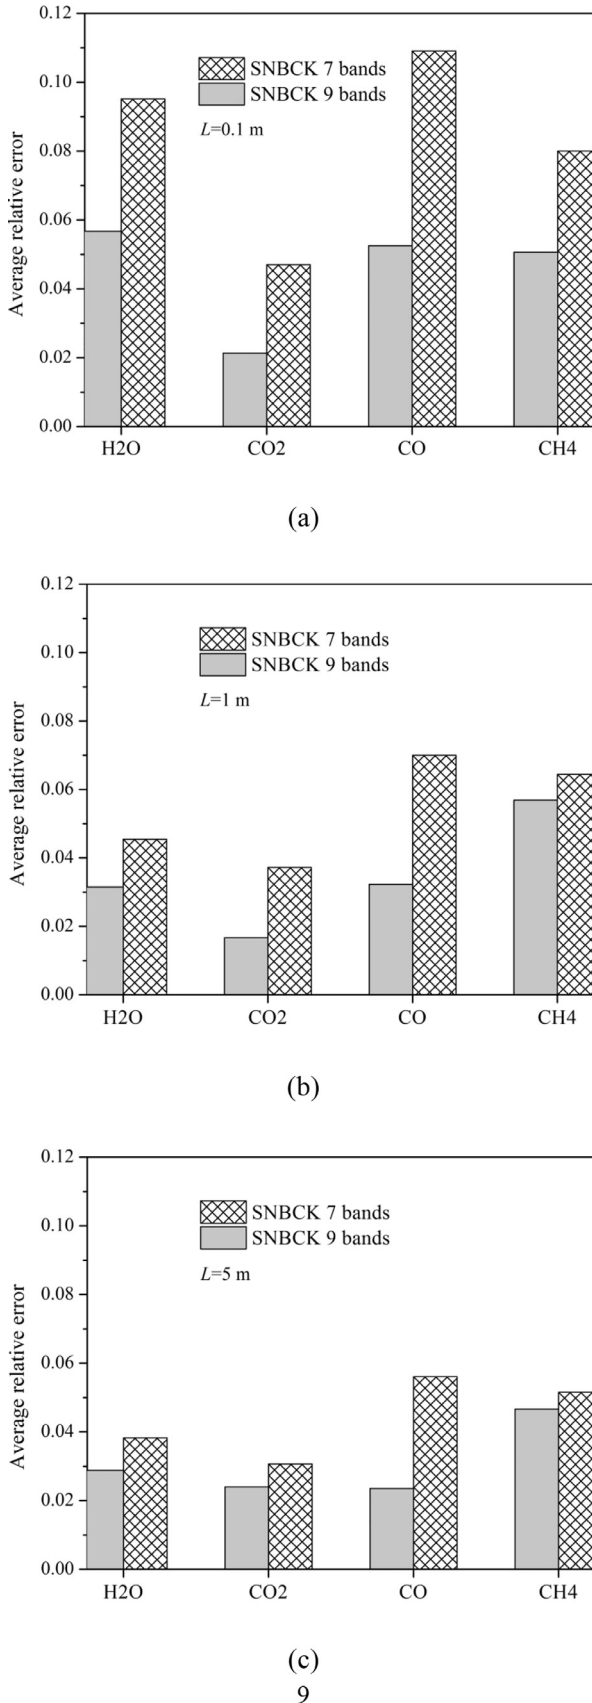 0.12
SNBCK 7 bands
SNBCK 9 bands
L=0.1 m
0.10
0.08
0.06
0.04
0.02
0.00
Average relative error
H2O CO2 CO CH4
(a)
0.12
SNBCK 7 bands
SNBCK 9 bands
L=1 m
0.10
0.08
0.06
0.04
0.02
0.00
Average relative error
H2O CO2 CO CH4
(b)
0.12
SNBCK 7 bands
SNBCK 9 bands
L=5 m
0.10
0.08
0.06
0.04
0.02
0.00
Average relative error
H2O CO2 CO CH4
(c)
9